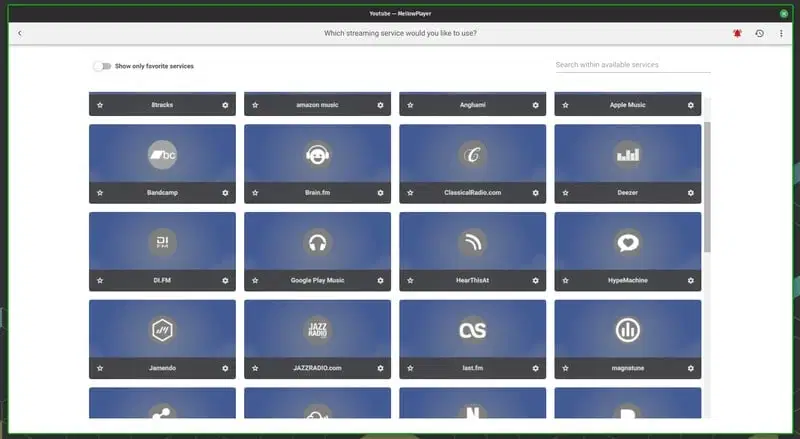 Youtube — MellowPlayer
Which streaming service would you like to use?
Show only favorite services
Search within available services
8tracks
amazon music
Anghami
Apple Music
bc
Bandcamp
Brain.fm
C
ClassicalRadio.com
Deezer
DI
FM
DI.FM
Google Play Music
HearThisAt
HypeMachine
Jamendo
JAZZ
RADIO
JAZZRADIO.com
as
last.fm
magnatune
N